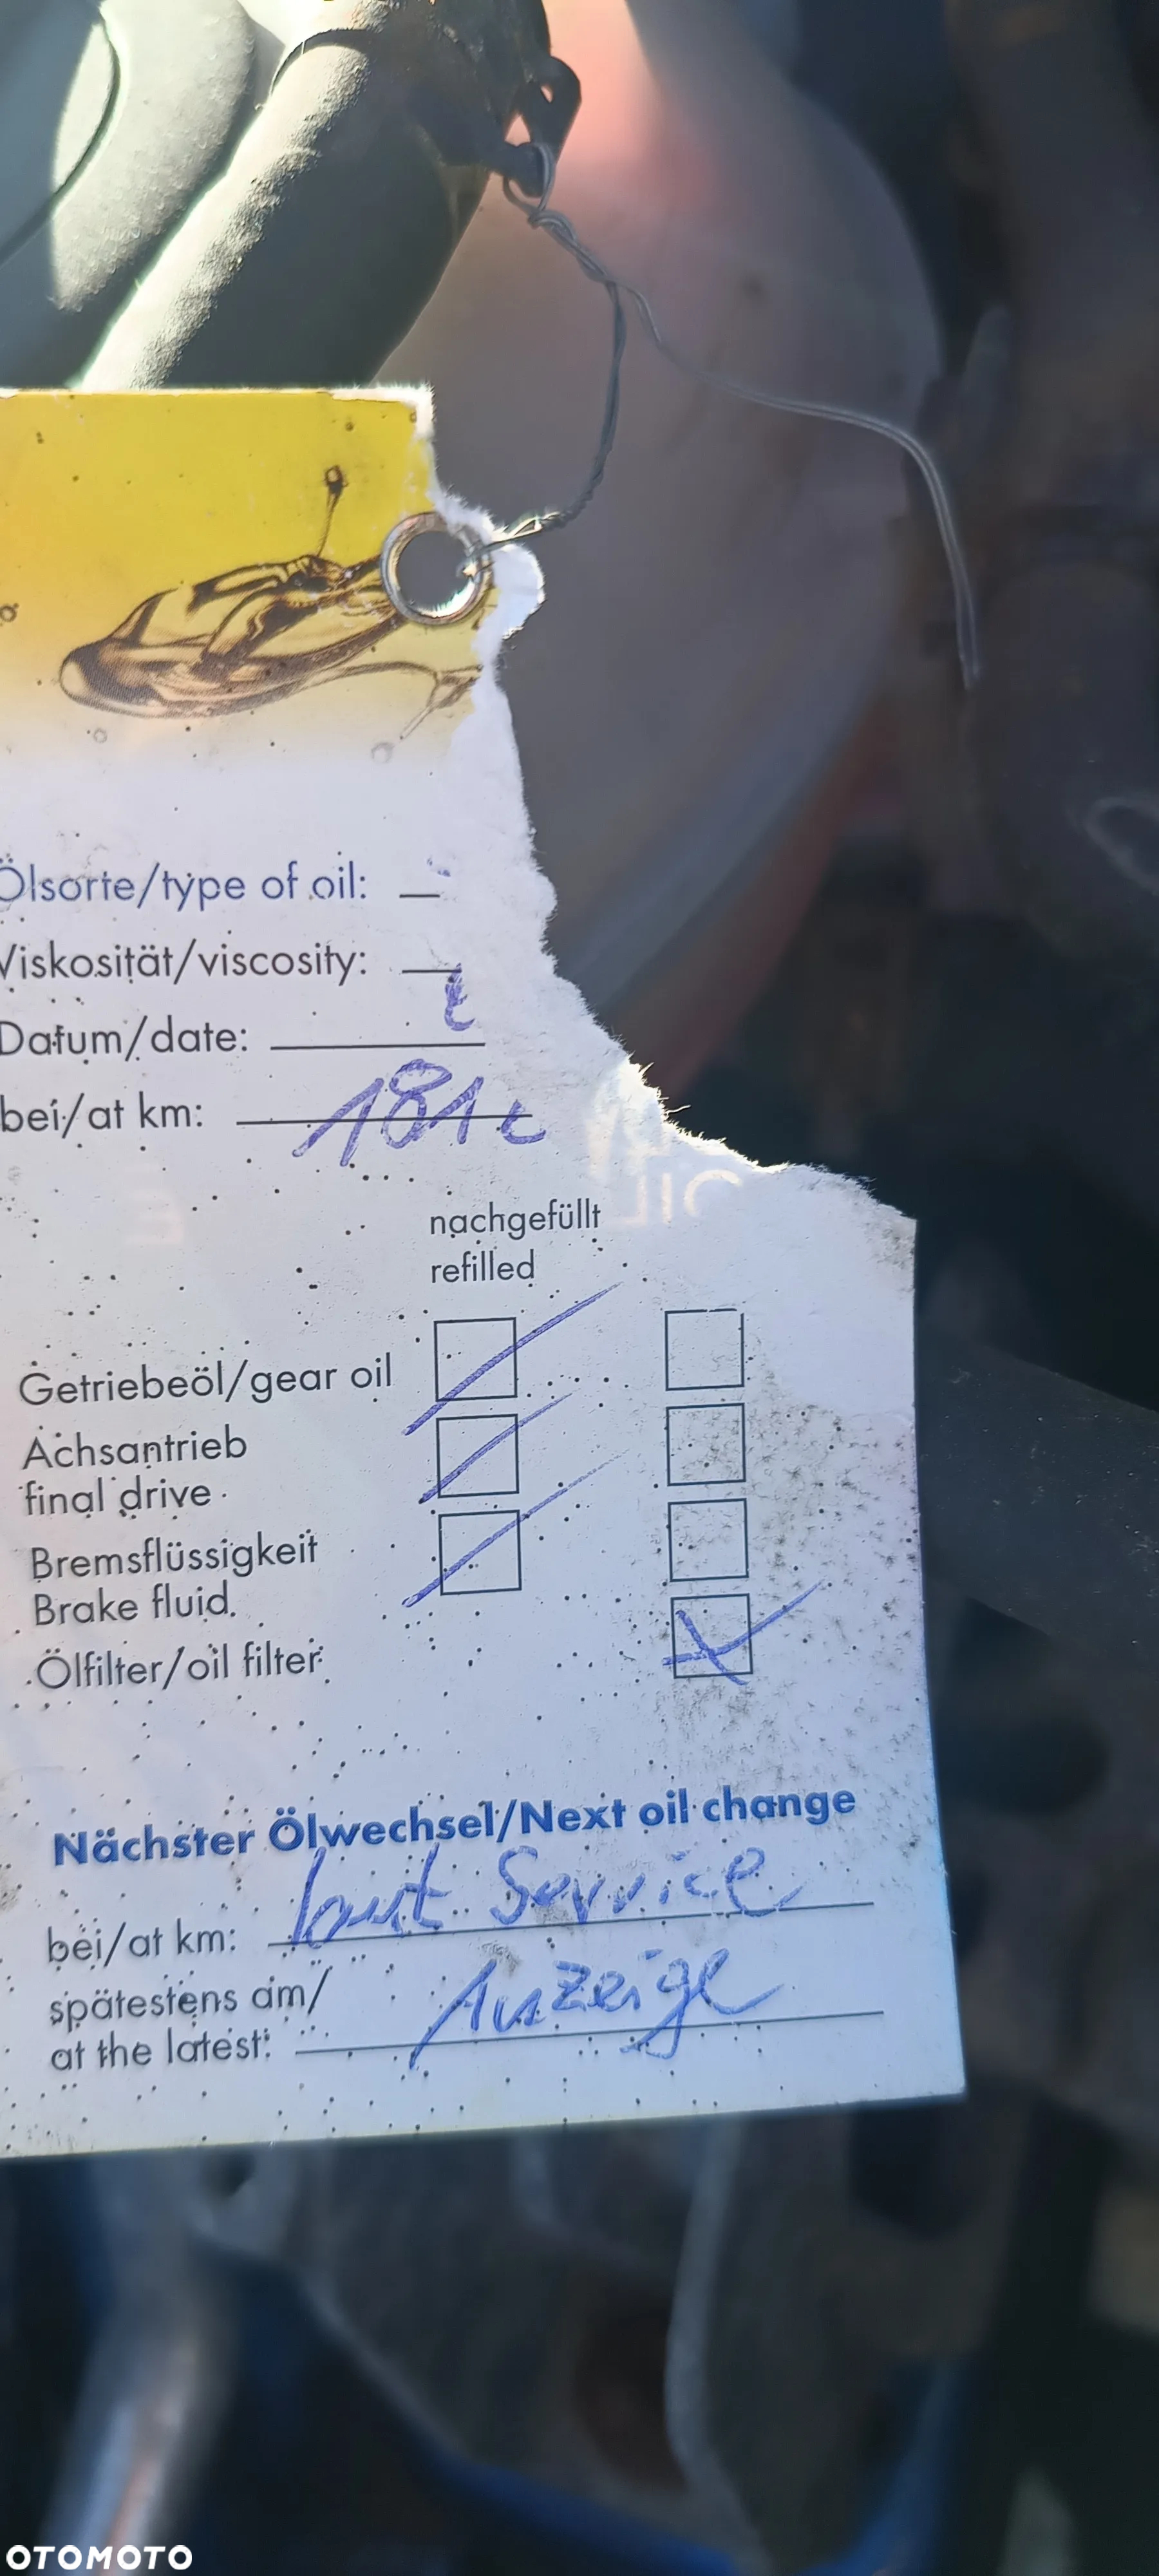 Ölsorte/type of oil:
Viskosität/viscosity:
Datum/date:
bei/at km: 181
nachgefüllt
refilled
Getriebeöl/gear oil
Achsantrieb
final drive
Bremsflüssigkeit
Brake fluid
Ölfilter/oil filter
Nächster Ölwechsel/Next oil change
bei/at km: laut Service
spätestens am/ Anzeige
at the latest:
OTOMOTO